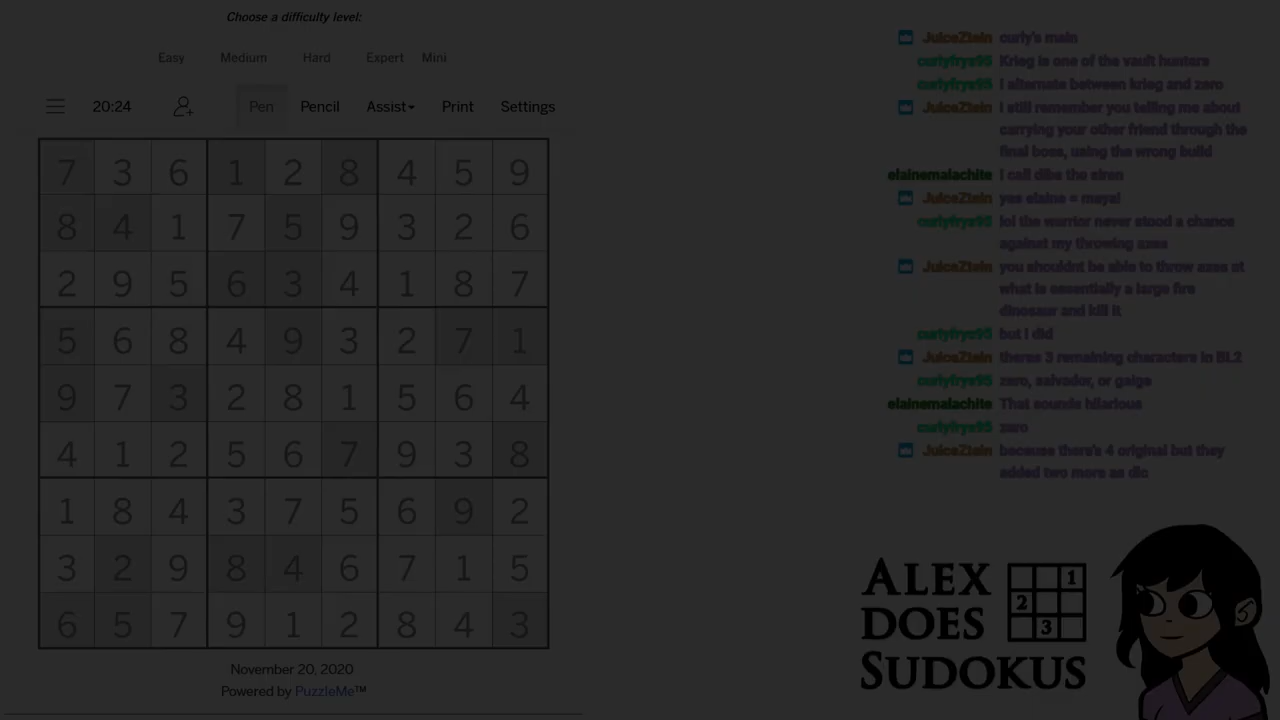 Choose a difficulty level:
Easy Medium Hard Expert Mini
20:24 Pen Pencil Assist Print Settings
7 3 6 1 2 8 4 5 9
8 4 1 7 5 9 3 2 6
2 9 5 6 3 4 1 8 7
5 6 8 4 9 3 2 7 1
9 7 3 2 8 1 5 6 4
4 1 2 5 6 7 9 3 8
1 8 4 3 7 5 6 9 2
3 2 9 8 4 6 7 1 5
6 5 7 9 1 2 8 4 3
November 20, 2020
Powered by PuzzleMe™
JuiceZtein curly's main
curlyfrys95 Krieg is one of the vault hunters
curlyfrys95 I alternate between krieg and zero
JuiceZtein I still remember you telling me about
carrying your other friend through the
final boss, using the wrong build
elainemalachite I call dibs the siren
JuiceZtein yes elaine = maya!
curlyfrys95 lol the warrior never stood a chance
against my throwing axes
JuiceZtein you shouldnt be able to throw axes at
what is essentially a large fire
dinosaur and kill it
curlyfrys95 but I did
JuiceZtein theres 3 remaining characters in BL2
curlyfrys95 zero, salvador, or gaige
elainemalachite That sounds hilarious
curlyfrys95 zero
JuiceZtein because there's 4 original but they
added two more as dlc
ALEX
DOES
SUDOKUS
1
2
3